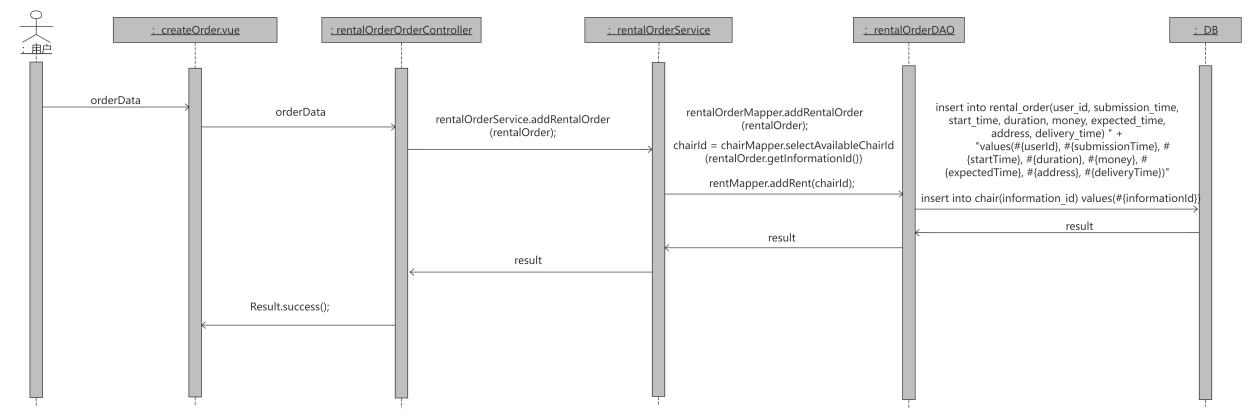 : 用户
: createOrder.vue
: rentalOrderOrderController
: rentalOrderService
: rentalOrderDAO
: DB
orderData
orderData
rentalOrderService.addRentalOrder
(rentalOrder);
rentalOrderMapper.addRentalOrder
(rentalOrder);
chairId = chairMapper.selectAvailableChairId
(rentalOrder.getInformationId())
rentMapper.addRent(chairId);
insert into rental_order(user_id, submission_time,
start_time, duration, money, expected_time,
address, delivery_time) " +
"values(#{userId}, #{submissionTime}, #
{startTime}, #{duration}, #{money}, #
{expectedTime}, #{address}, #{deliveryTime})"
insert into chair(information_id) values(#{informationId})
result
result
result
Result.success();